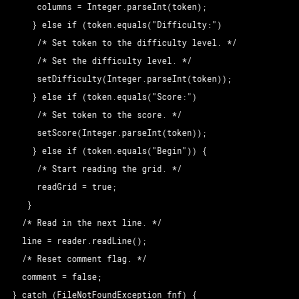 columns = Integer.parseInt(token);
} else if (token.equals("Difficulty:")
/* Set token to the difficulty level. */
/* Set the difficulty level. */
setDifficulty(Integer.parseInt(token));
} else if (token.equals("Score:")
/* Set token to the score. */
setScore(Integer.parseInt(token));
} else if (token.equals("Begin")) {
/* Start reading the grid. */
readGrid = true;
}
/* Read in the next line. */
line = reader.readLine();
/* Reset comment flag. */
comment = false;
} catch (FileNotFoundException fnf) {